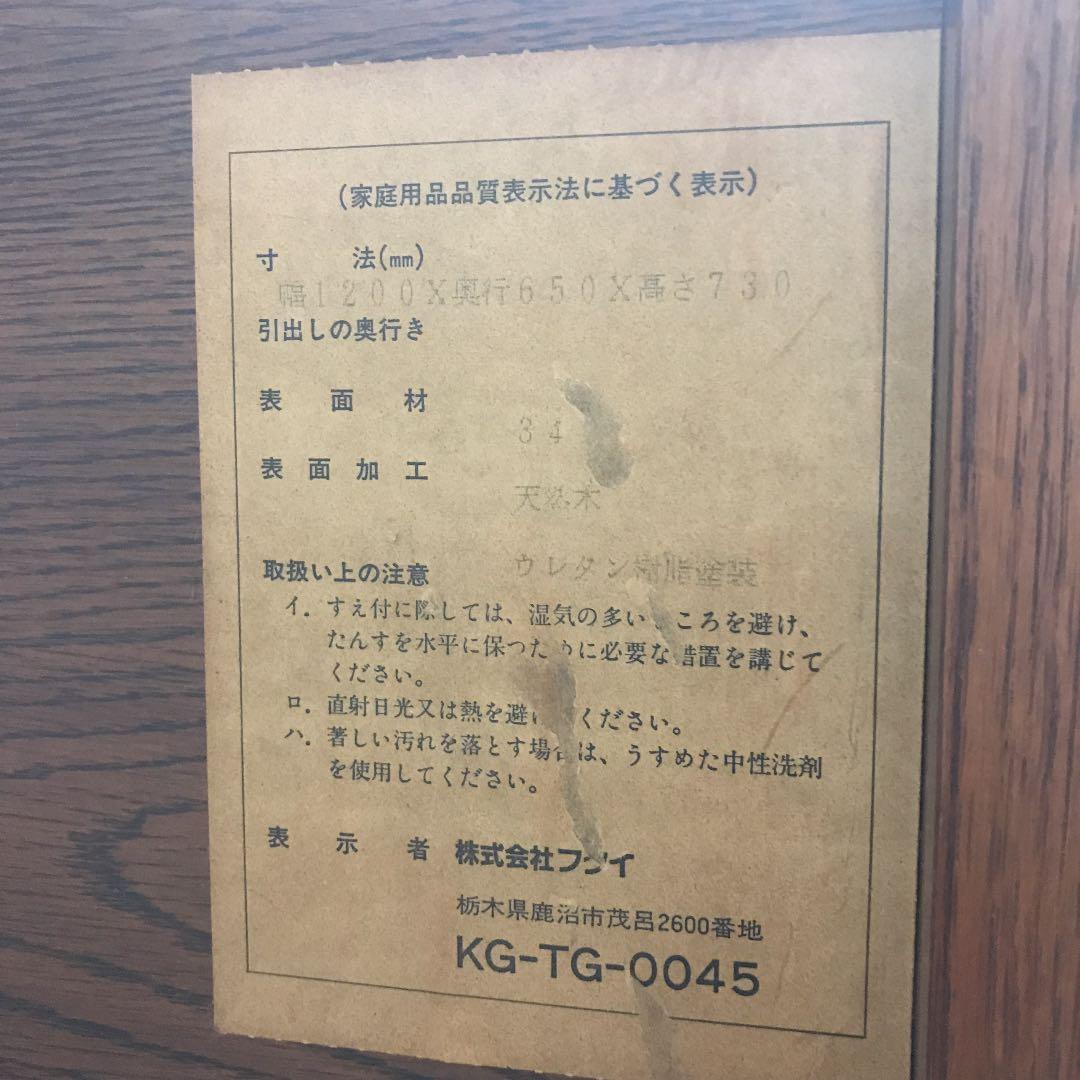 (家庭用品品質表示法に基づく表示)
寸 法(mm)
幅1200X奥行650X高さ730
引出しの奥行き
表面材
34
表面加工
天然木
取扱い上の注意
ウレタン樹脂塗装
イ. すえ付に際しては、湿気の多い ころを避け、
たんすを水平に保つた に必要な措置を講じて
ください。
ロ. 直射日光又は熱を避け ください。
ハ. 著しい汚れを落とす場合は、うすめた中性洗剤
を使用してください。
表示者 株式会社フ イ
栃木県鹿沼市茂呂2600番地
KG-TG-0045